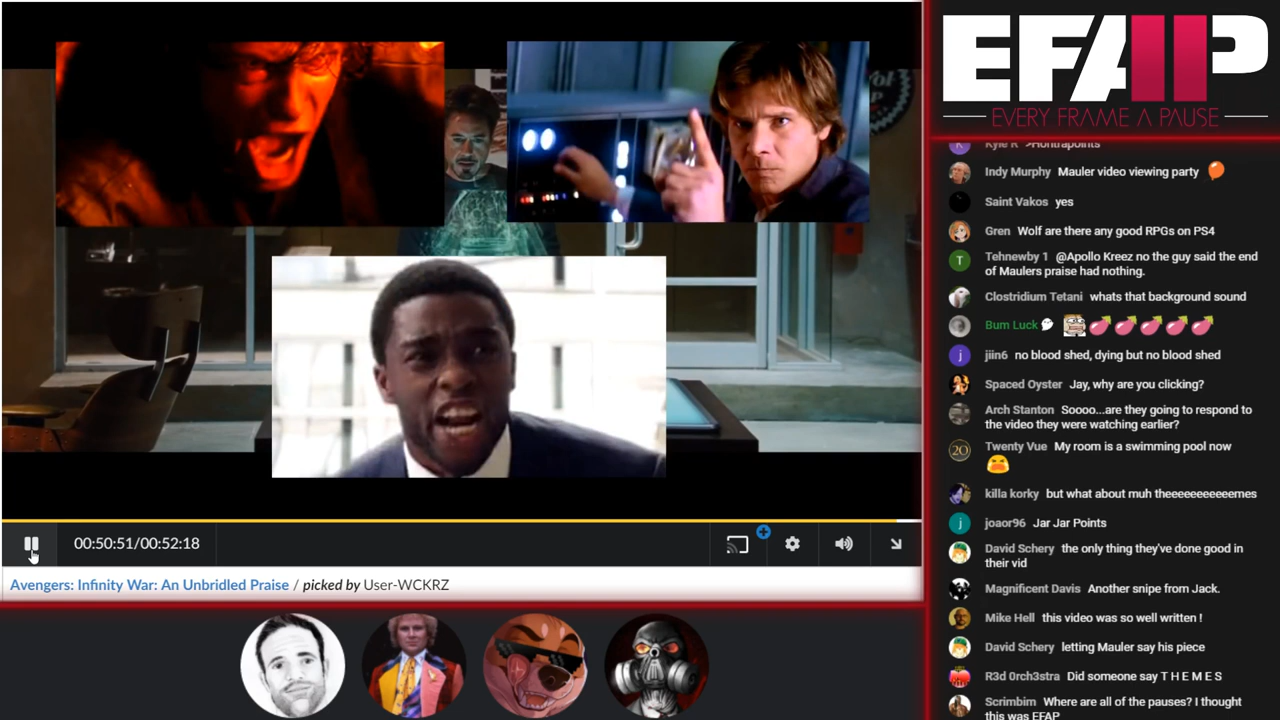 EFAP
EVERY FRAME A PAUSE
Kyle R >Hontrapoints
Indy Murphy Mauler video viewing party
Saint Vakos yes
Gren Wolf are there any good RPGs on PS4
T
Tehnewby 1 @Apollo Kreez no the guy said the end
of Maulers praise had nothing.
Clostridium Tetani whats that background sound
Bum Luck
j
jiin6 no blood shed, dying but no blood shed
Spaced Oyster Jay, why are you clicking?
Arch Stanton Soooo...are they going to respond to
the video they were watching earlier?
20
Twenty Vue My room is a swimming pool now
killa korky but what about muh theeeeeeeeeemes
j
joaor96 Jar Jar Points
David Schery the only thing they've done good in
their vid
Magnificent Davis Another snipe from Jack.
Mike Hell this video was so well written !
David Schery letting Mauler say his piece
R3d 0rch3stra Did someone say T H E M E S
Scrimbim Where are all of the pauses? I thought
this was EFAP
00:50:51/00:52:18
Avengers: Infinity War: An Unbridled Praise / picked by User-WCKRZ